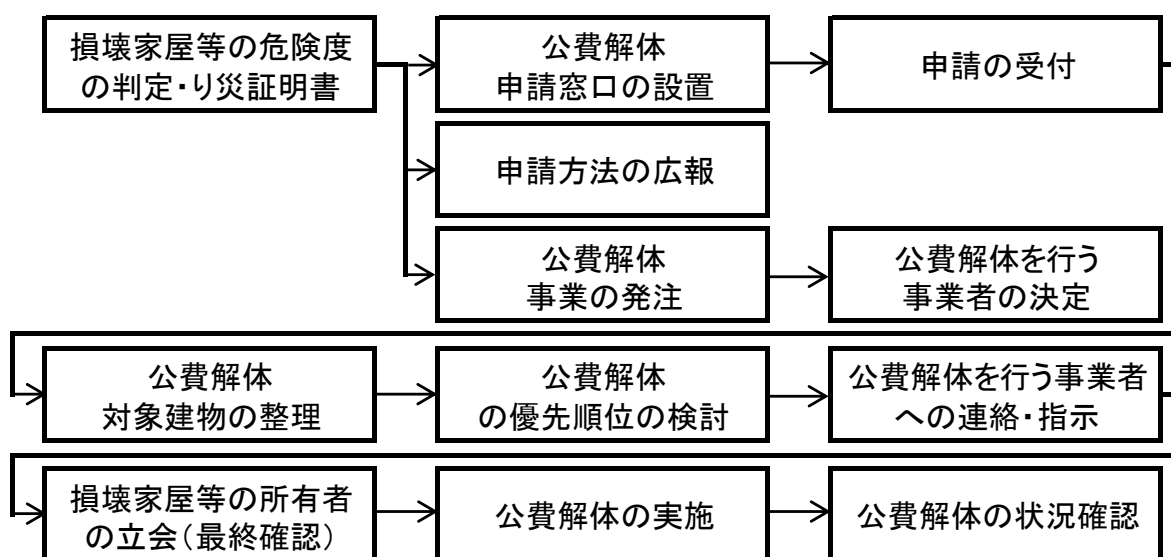 損壊家屋等の危険度
の判定・り災証明書
公費解体
申請窓口の設置
申請の受付
申請方法の広報
公費解体
事業の発注
公費解体を行う
事業者の決定
公費解体
対象建物の整理
公費解体
の優先順位の検討
公費解体を行う事業者
への連絡・指示
損壊家屋等の所有者
の立会（最終確認）
公費解体の実施
公費解体の状況確認